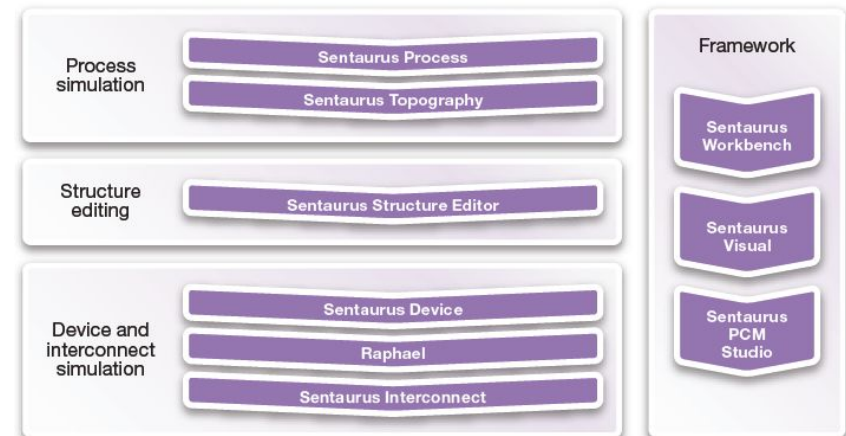 Process
simulation
Sentaurus Process
Sentaurus Topography
Structure
editing
Sentaurus Structure Editor
Device and
interconnect
simulation
Sentaurus Device
Raphael
Sentaurus Interconnect
Framework
Sentaurus
Workbench
Sentaurus
Visual
Sentaurus
PCM
Studio